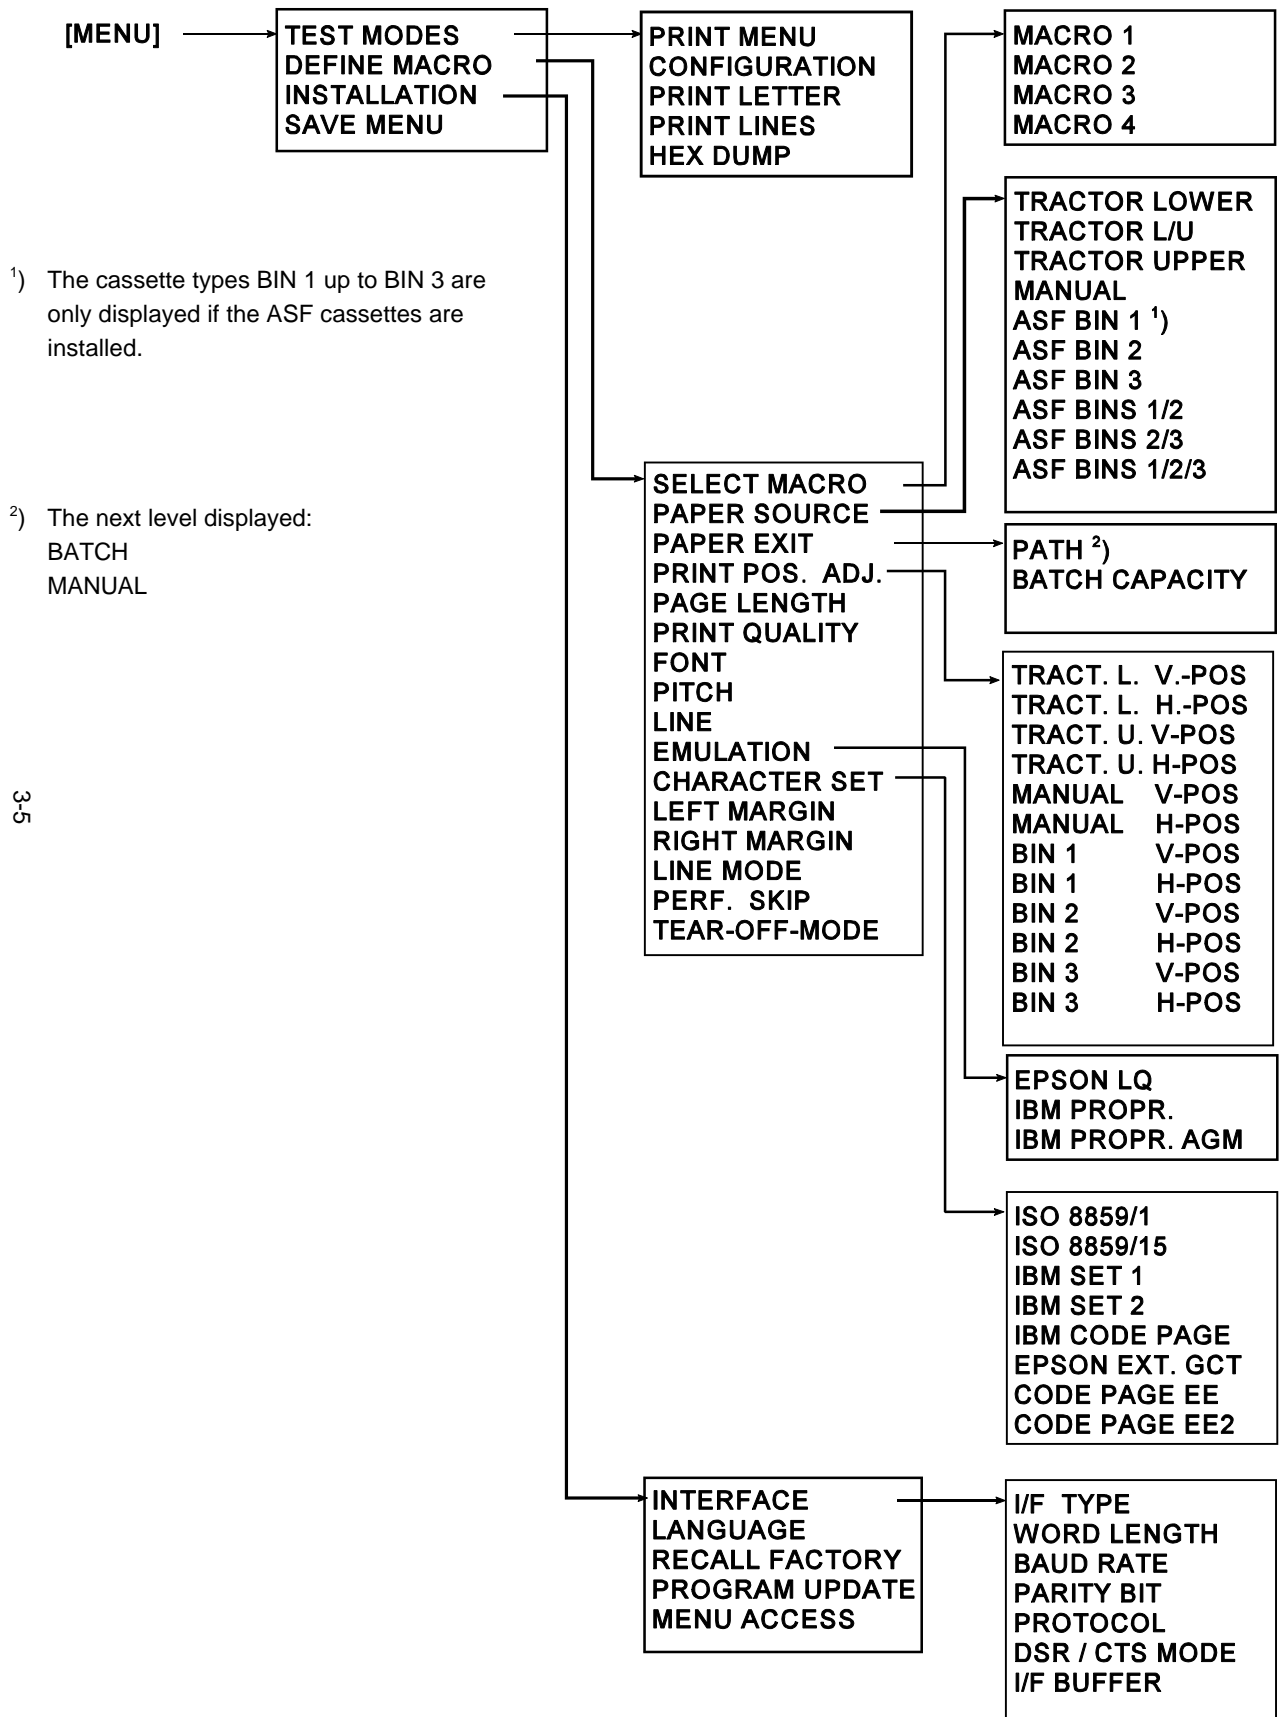 [MENU]
TEST MODES
DEFINE MACRO
INSTALLATION
SAVE MENU
PRINT MENU
CONFIGURATION
PRINT LETTER
PRINT LINES
HEX DUMP
MACRO 1
MACRO 2
MACRO 3
MACRO 4
TRACTOR LOWER
TRACTOR L/U
TRACTOR UPPER
MANUAL
ASF BIN 1 ¹)
ASF BIN 2
ASF BIN 3
ASF BINS 1/2
ASF BINS 2/3
ASF BINS 1/2/3
¹) The cassette types BIN 1 up to BIN 3 are
only displayed if the ASF cassettes are
installed.
²) The next level displayed:
BATCH
MANUAL
SELECT MACRO
PAPER SOURCE
PAPER EXIT
PRINT POS. ADJ.
PAGE LENGTH
PRINT QUALITY
FONT
PITCH
LINE
EMULATION
CHARACTER SET
LEFT MARGIN
RIGHT MARGIN
LINE MODE
PERF. SKIP
TEAR-OFF-MODE
PATH ²)
BATCH CAPACITY
TRACT. L. V.-POS
TRACT. L. H.-POS
TRACT. U. V-POS
TRACT. U. H-POS
MANUAL V-POS
MANUAL H-POS
BIN 1 V-POS
BIN 1 H-POS
BIN 2 V-POS
BIN 2 H-POS
BIN 3 V-POS
BIN 3 H-POS
EPSON LQ
IBM PROPR.
IBM PROPR. AGM
ISO 8859/1
ISO 8859/15
IBM SET 1
IBM SET 2
IBM CODE PAGE
EPSON EXT. GCT
CODE PAGE EE
CODE PAGE EE2
INTERFACE
LANGUAGE
RECALL FACTORY
PROGRAM UPDATE
MENU ACCESS
I/F TYPE
WORD LENGTH
BAUD RATE
PARITY BIT
PROTOCOL
DSR / CTS MODE
I/F BUFFER
3-5